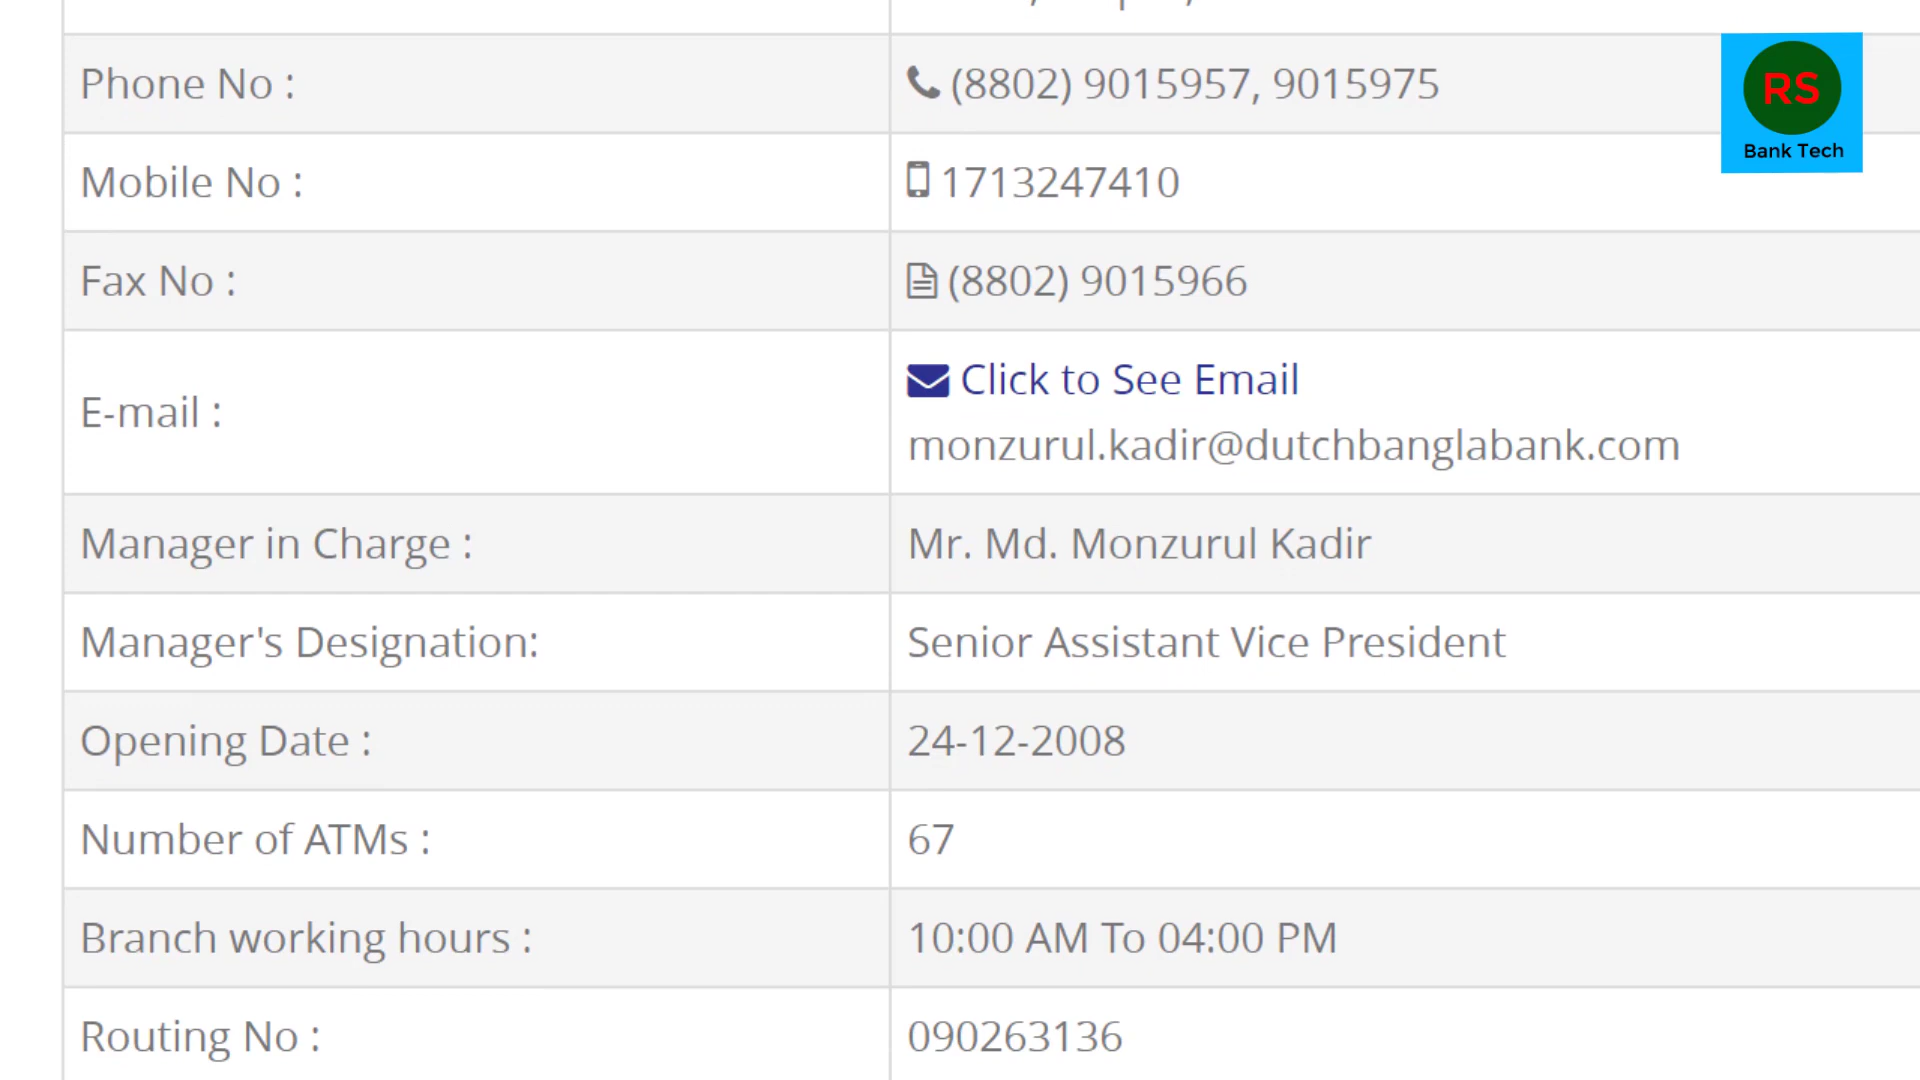 Phone No : (8802) 9015957, 9015975
RS
Bank Tech
Mobile No : 1713247410
Fax No : (8802) 9015966
Click to See Email
E-mail :
monzurul.kadir@dutchbanglabank.com
Manager in Charge : Mr. Md. Monzurul Kadir
Manager's Designation: Senior Assistant Vice President
Opening Date : 24-12-2008
Number of ATMs : 67
Branch working hours : 10:00 AM To 04:00 PM
Routing No : 090263136